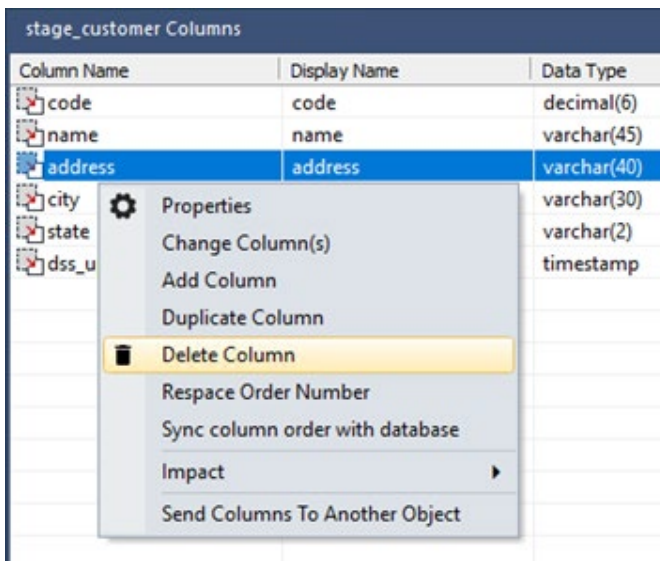 stage_customer Columns
Column Name Display Name Data Type
code code decimal(6)
name name varchar(45)
address address varchar(40)
city varchar(30)
state varchar(2)
dss_u timestamp
Properties
Change Column(s)
Add Column
Duplicate Column
Delete Column
Respace Order Number
Sync column order with database
Impact
Send Columns To Another Object